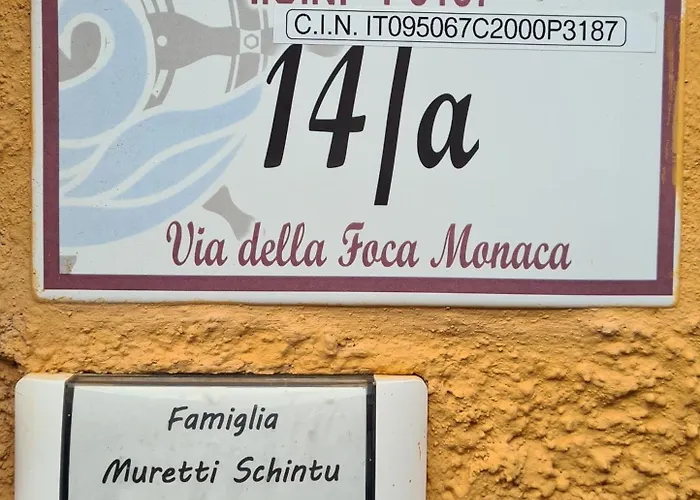 C.I.N. IT095067C2000P3187
14/a
Via della Foca Monaca
Famiglia
Muretti Schintu